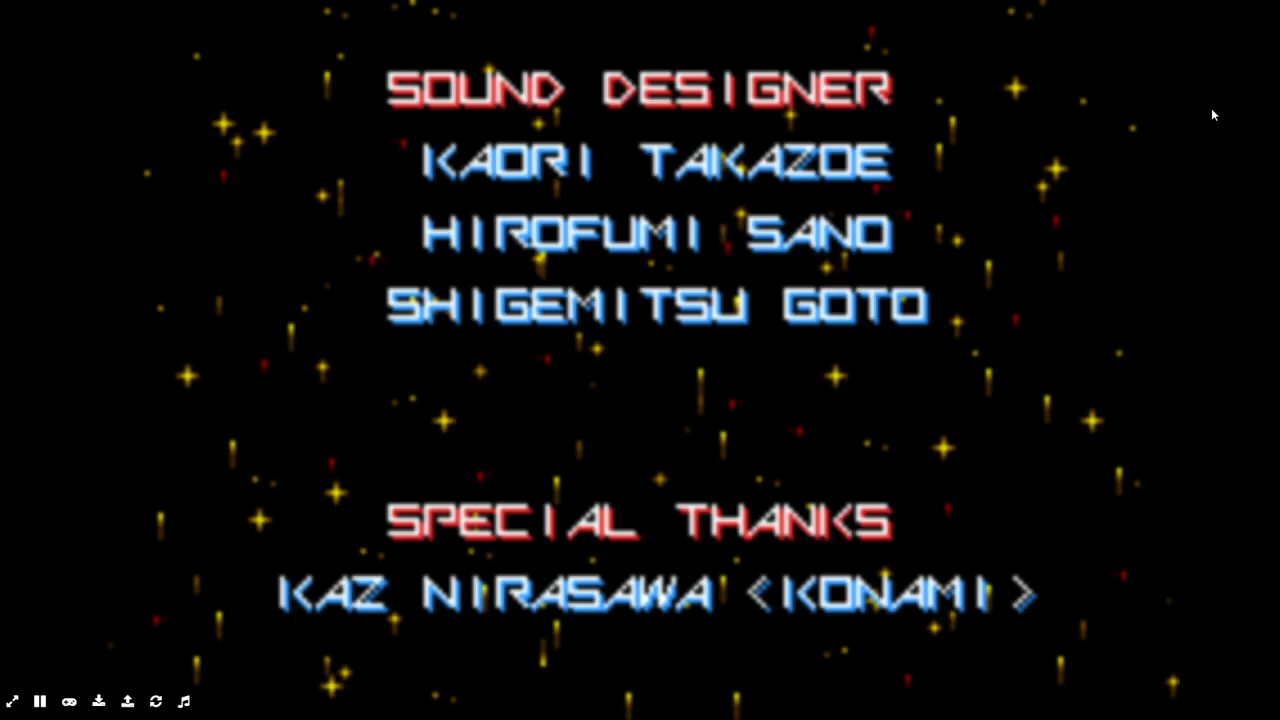 SOUND DESIGNER
KAORI TAKAZOE
HIROFUMI SANO
SHIGEMITSU GOTO
SPECIAL THANKS
KAZ NIRASAWA <KONAMI>